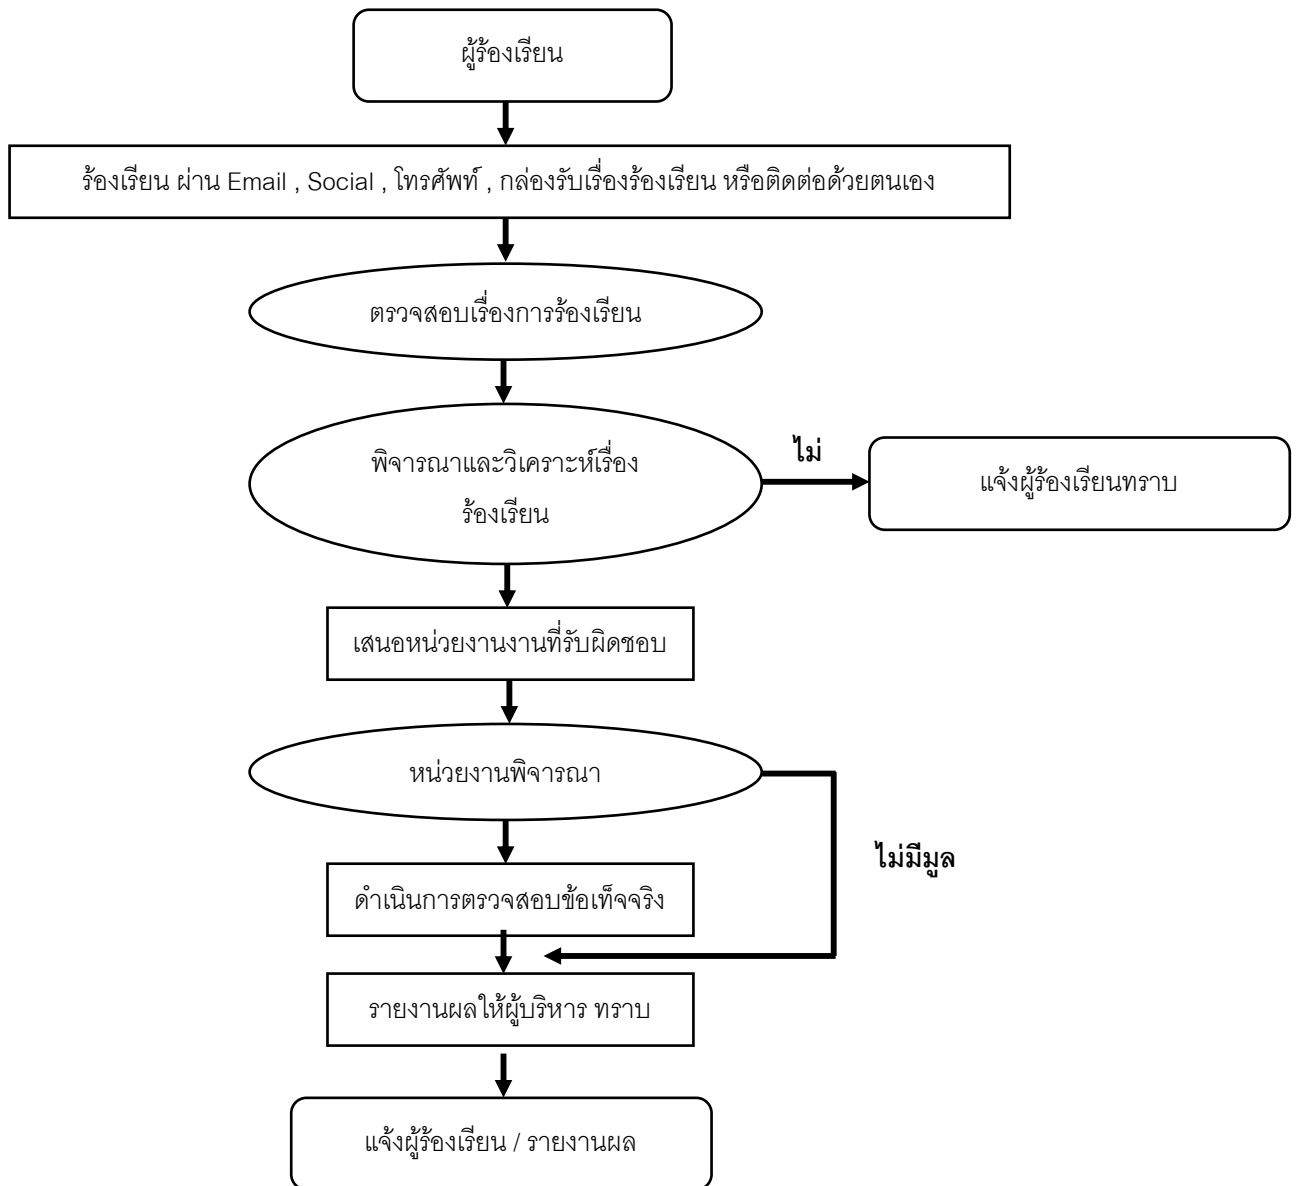 ผู้ร้องเรียน
ร้องเรียน ผ่าน Email , Social , โทรศัพท์ , กล่องรับเรื่องร้องเรียน หรือติดต่อด้วยตนเอง
ตรวจสอบเรื่องการร้องเรียน
พิจารณาและวิเคราะห์เรื่อง
ร้องเรียน
ไม่
แจ้งผู้ร้องเรียนทราบ
เสนอหน่วยงานงานที่รับผิดชอบ
หน่วยงานพิจารณา
ไม่มีมูล
ดำเนินการตรวจสอบข้อเท็จจริง
รายงานผลให้ผู้บริหาร ทราบ
แจ้งผู้ร้องเรียน / รายงานผล